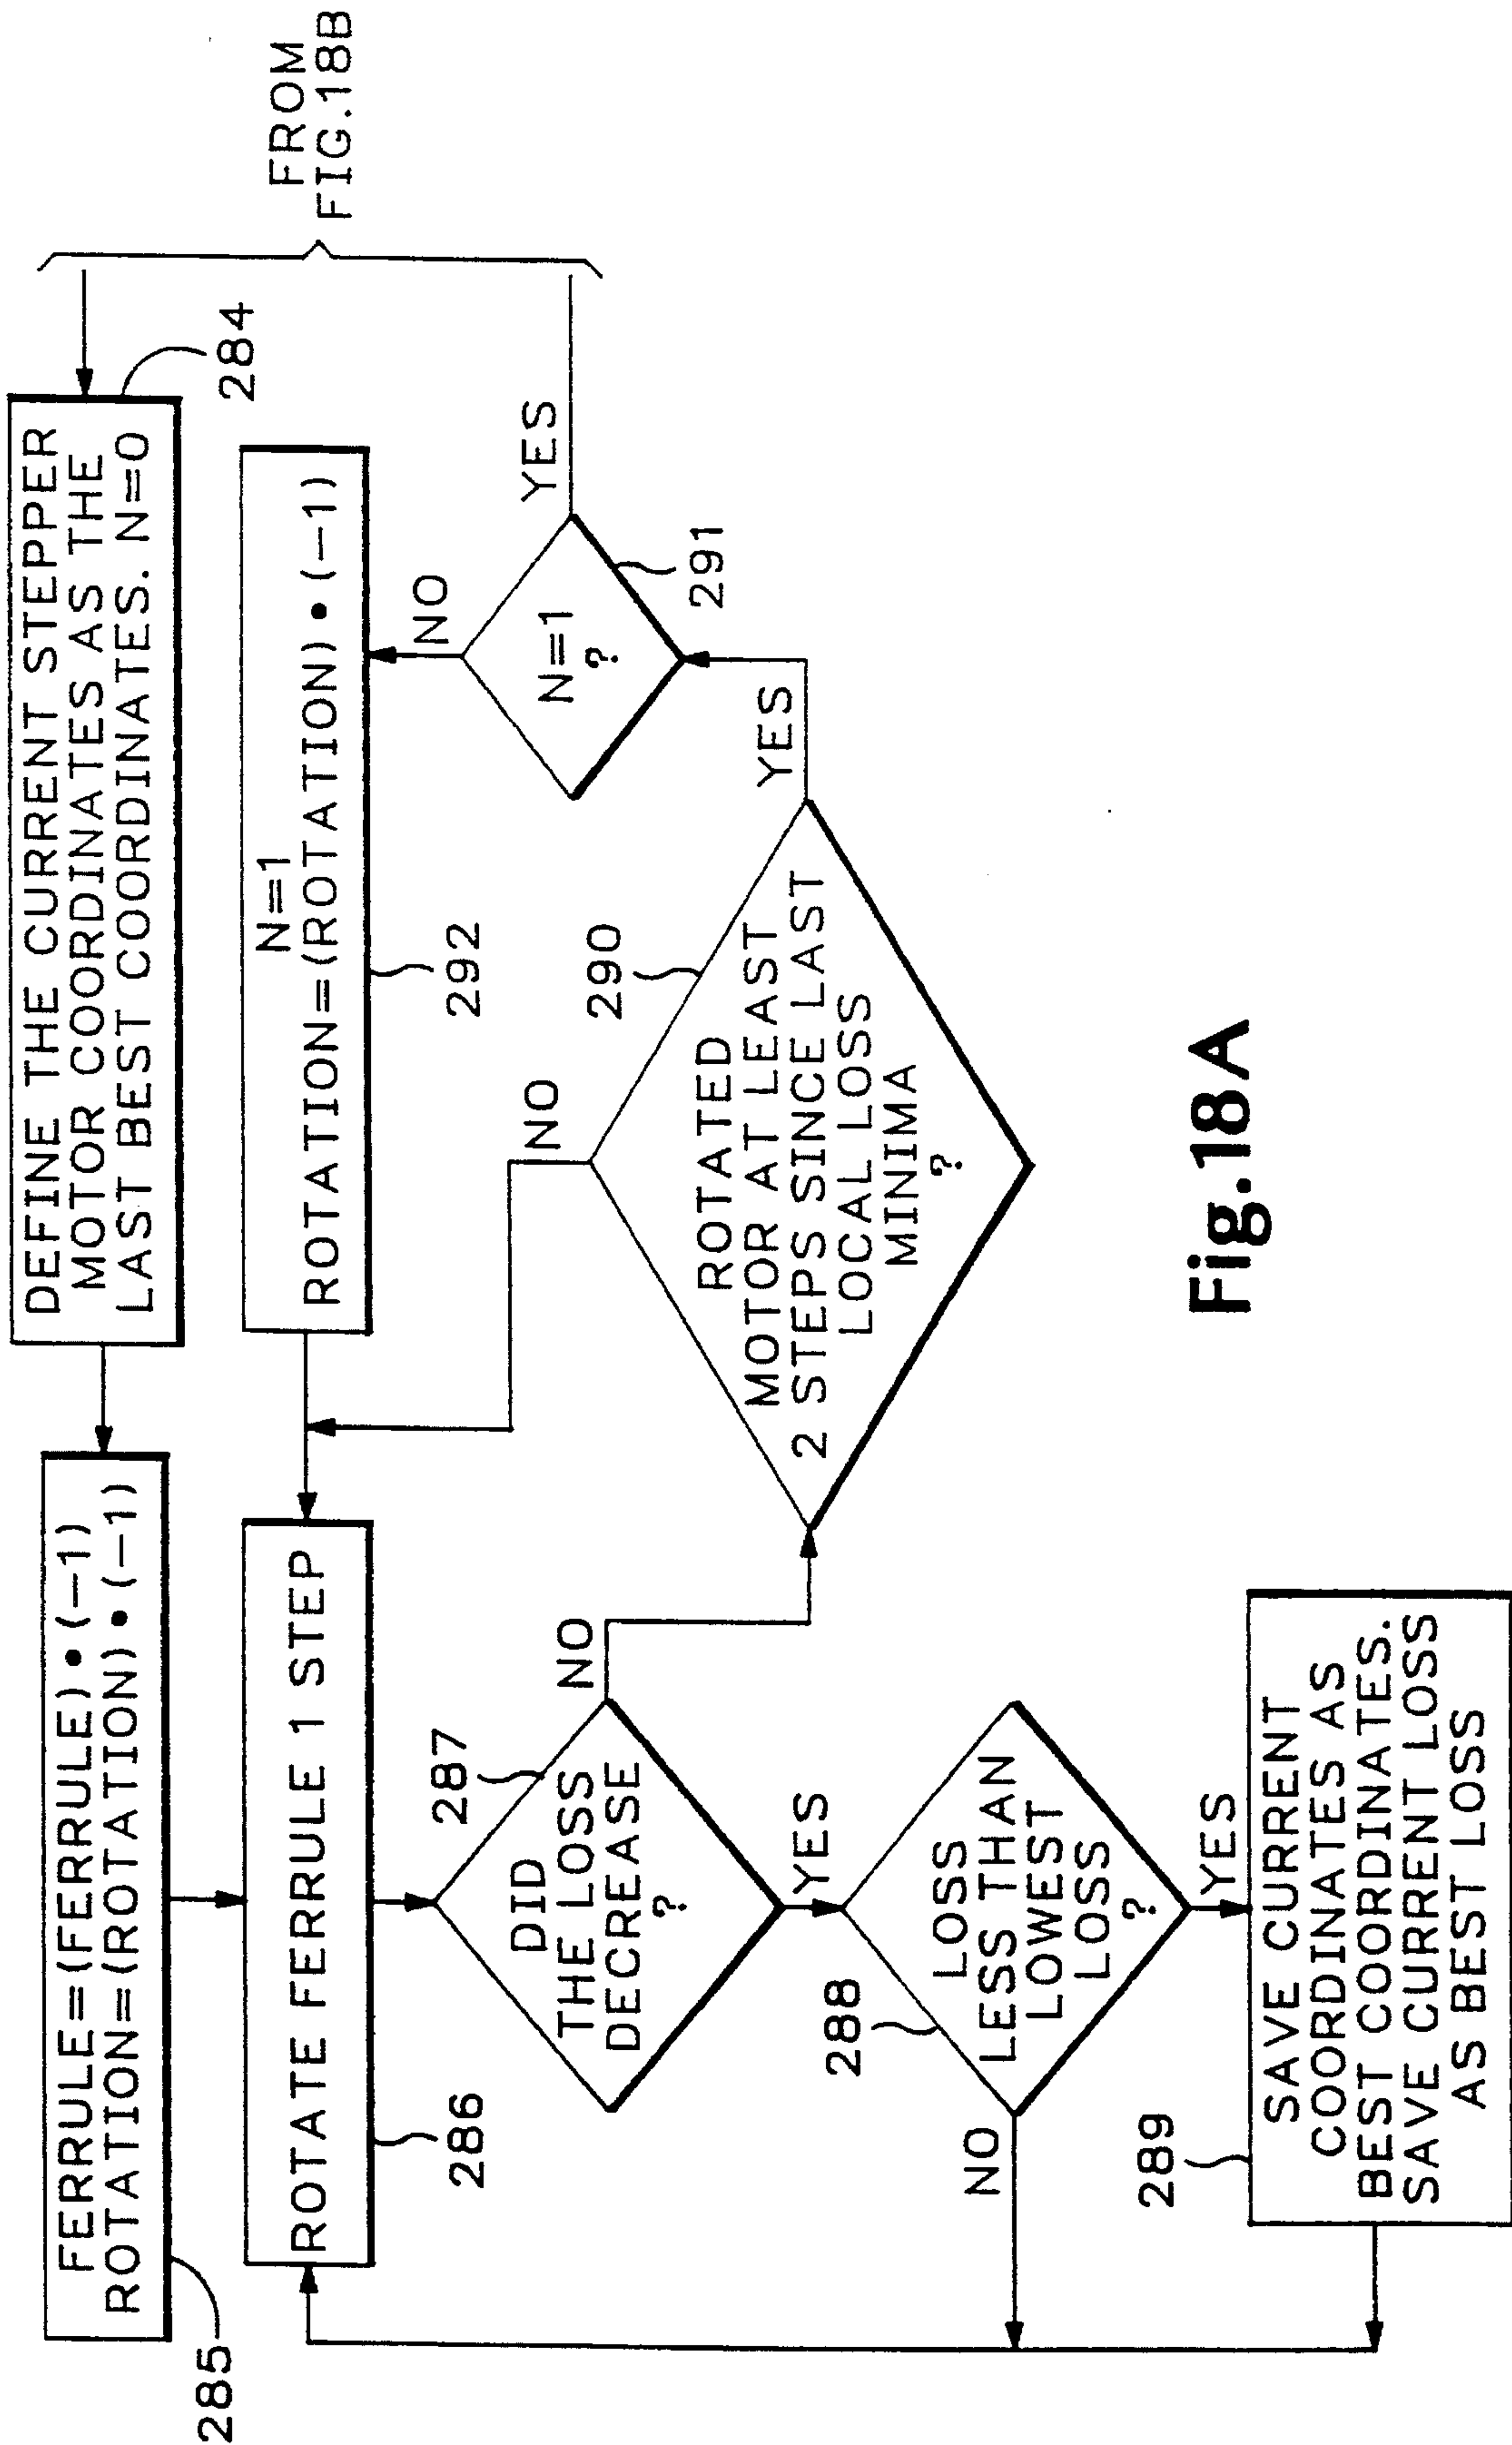 FERRULE=(FERRULE)•(−1)
ROTATION=(ROTATION)•(−1)
285
DEFINE THE CURRENT STEPPER
MOTOR COORDINATES AS THE
LAST BEST COORDINATES. N=0
284
FROM
FIG.18B
ROTATE FERRULE 1 STEP
286
N=1
ROTATION=(ROTATION)•(−1)
292
DID
THE LOSS
DECREASE
?
287
NO
YES
ROTATED
MOTOR AT LEAST
2 STEPS SINCE LAST
LOCAL LOSS
MINIMA
?
290
NO
YES
N=1
?
291
NO
YES
LOSS
LESS THAN
LOWEST
LOSS
?
288
NO
YES
SAVE CURRENT
COORDINATES AS
BEST COORDINATES.
SAVE CURRENT LOSS
AS BEST LOSS
289
Fig.18A